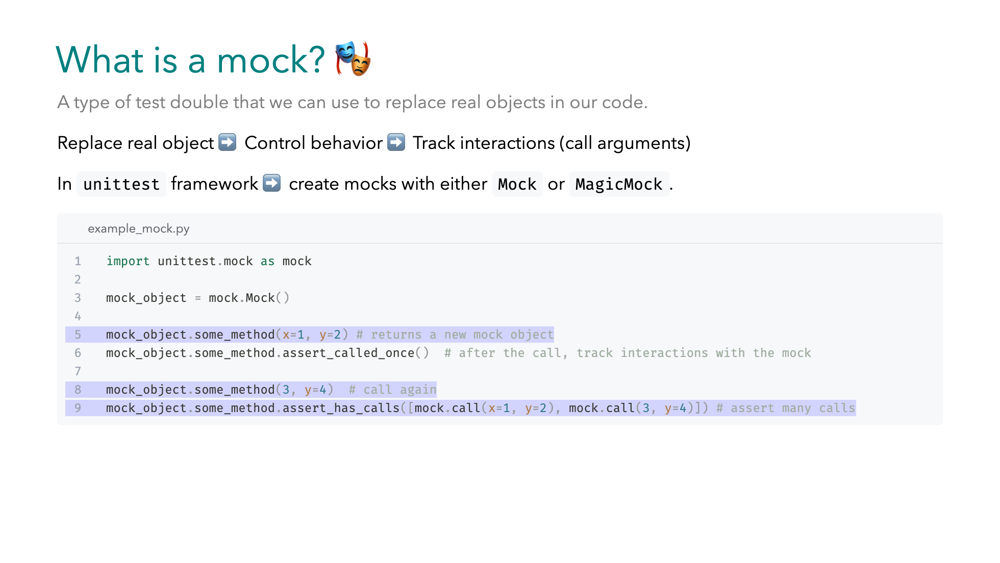 What is a mock? 🎭
A type of test double that we can use to replace real objects in our code.
Replace real object ➡️ Control behavior ➡️ Track interactions (call arguments)
In unittest framework ➡️ create mocks with either Mock or MagicMock.
example_mock.py
1 import unittest.mock as mock
2
3 mock_object = mock.Mock()
4
5 mock_object.some_method(x=1, y=2) # returns a new mock object
6 mock_object.some_method.assert_called_once()  # after the call, track interactions with the mock
7
8 mock_object.some_method(3, y=4)  # call again
9 mock_object.some_method.assert_has_calls([mock.call(x=1, y=2), mock.call(3, y=4)]) # assert many calls